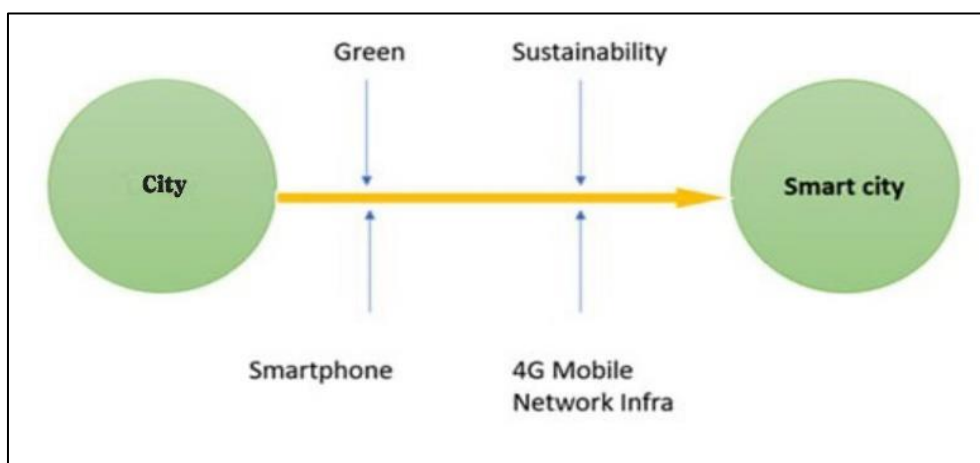 Green
Sustainability
City
Smart city
Smartphone
4G Mobile
Network Infra